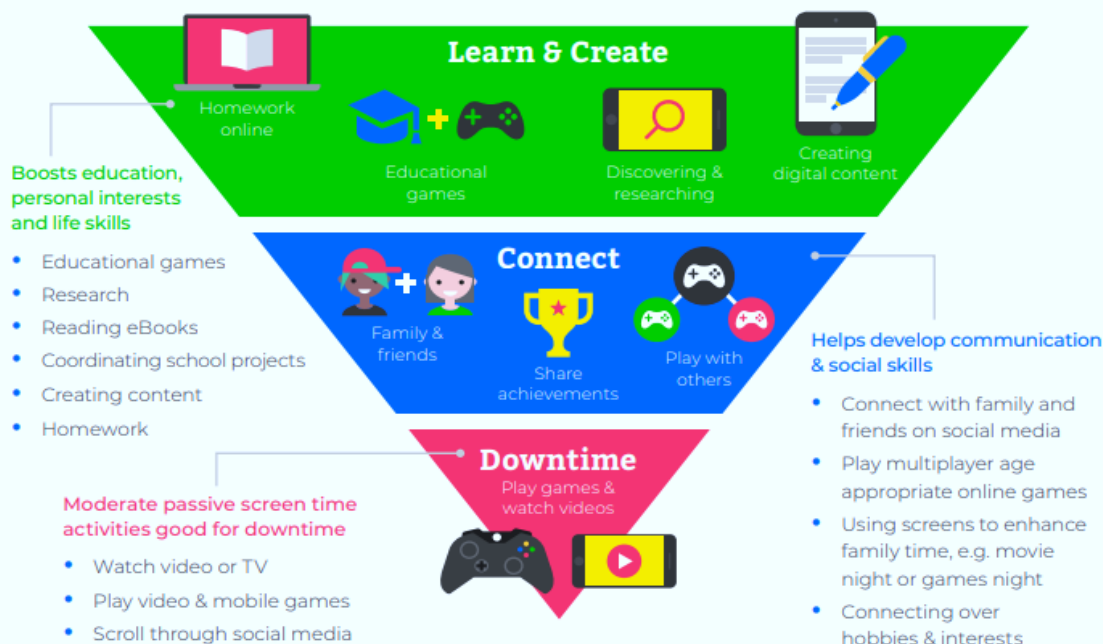 Learn & Create
Homework
online
Educational
games
Discovering &
researching
Creating
digital content
Boosts education,
personal interests
and life skills
• Educational games
• Research
• Reading eBooks
• Coordinating school projects
• Creating content
• Homework
Connect
Family &
friends
Share
achievements
Play with
others
Helps develop communication
& social skills
• Connect with family and
friends on social media
• Play multiplayer age
appropriate online games
• Using screens to enhance
family time, e.g. movie
night or games night
• Connecting over
hobbies & interests
Downtime
Play games &
watch videos
Moderate passive screen time
activities good for downtime
• Watch video or TV
• Play video & mobile games
• Scroll through social media